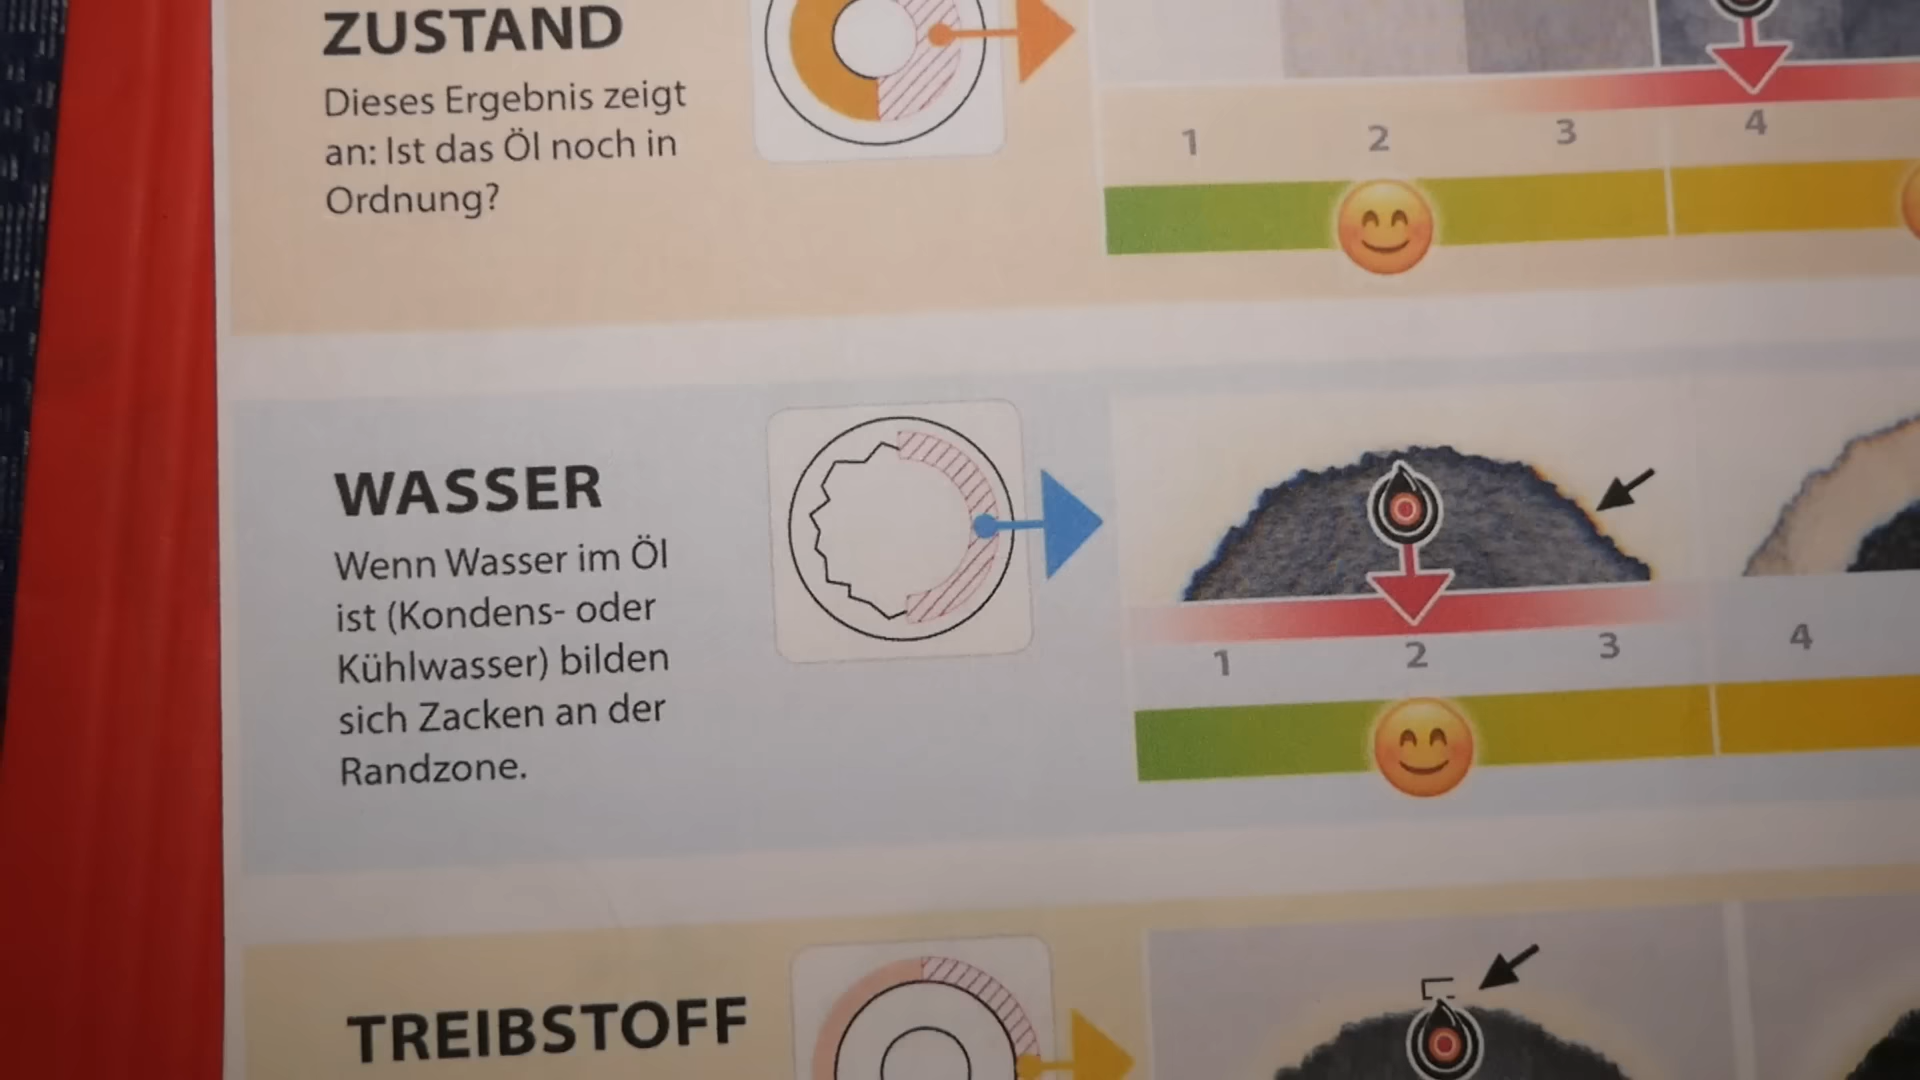 ZUSTAND
Dieses Ergebnis zeigt
an: Ist das Öl noch in
Ordnung?
1 2 3 4
WASSER
Wenn Wasser im Öl
ist (Kondens- oder
Kühlwasser) bilden
sich Zacken an der
Randzone.
1 2 3 4
TREIBSTOFF